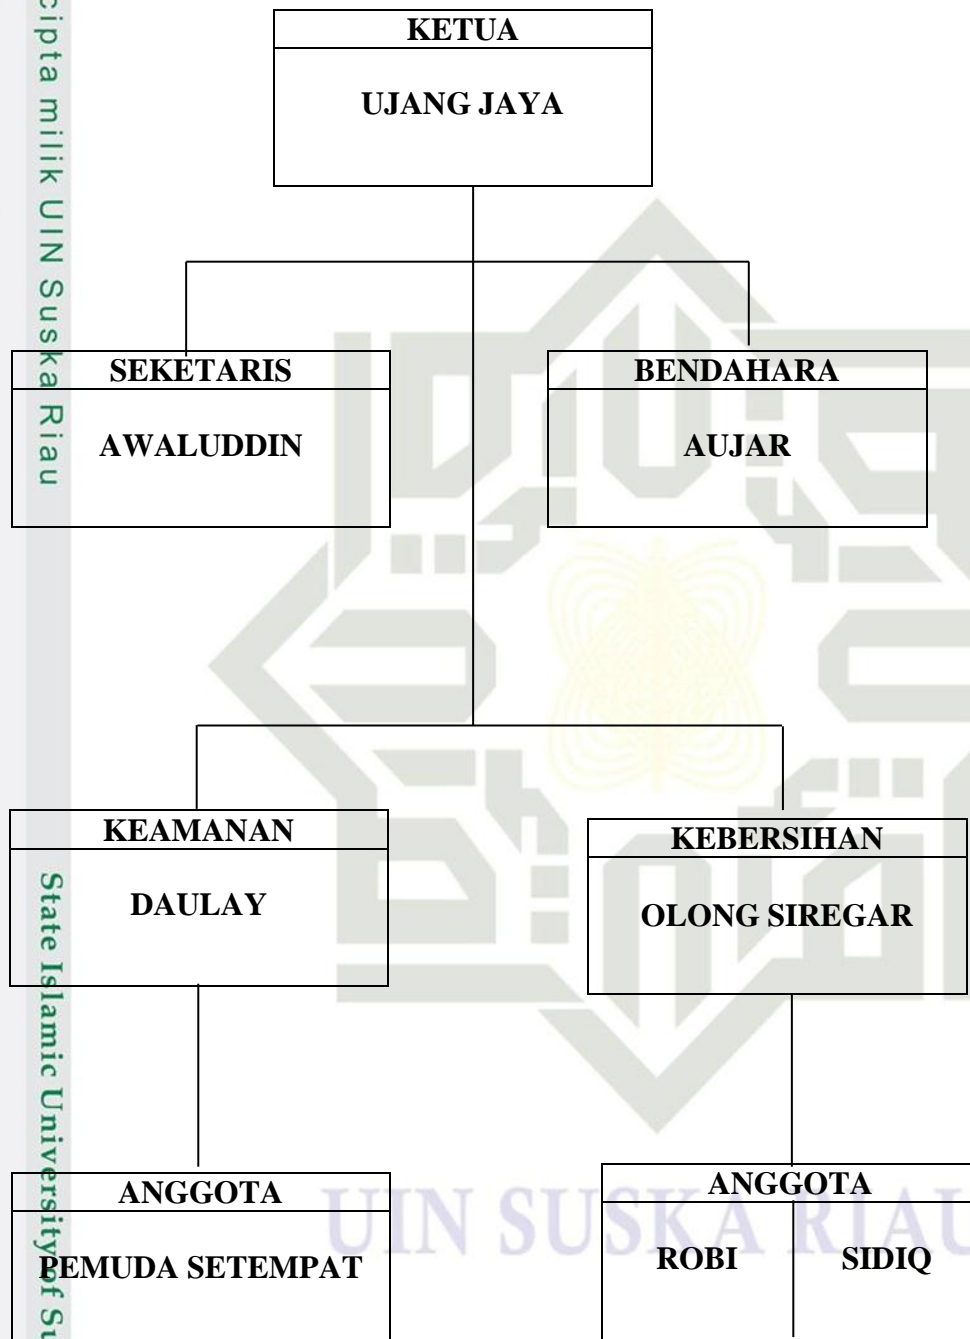 KETUA
UJANG JAYA
SEKETARIS
AWALUDDIN
BENDAHARA
AUJAR
KEAMANAN
DAULAY
KEBERSIHAN
OLONG SIREGAR
ANGGOTA
PEMUDA SETEMPAT
ANGGOTA
ROBI
SIDIQ
cipta milik UIN Suska Riau
State Islamic University of
UIN SUSKA RIAU